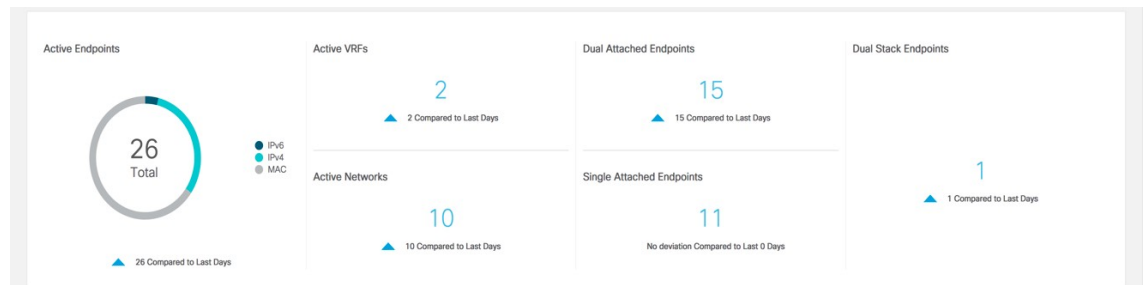 Active Endpoints
26
Total
IPv6
IPv4
MAC
26 Compared to Last Days
Active VRFs
2
2 Compared to Last Days
Active Networks
10
10 Compared to Last Days
Dual Attached Endpoints
15
15 Compared to Last Days
Single Attached Endpoints
11
No deviation Compared to Last 0 Days
Dual Stack Endpoints
1
1 Compared to Last Days